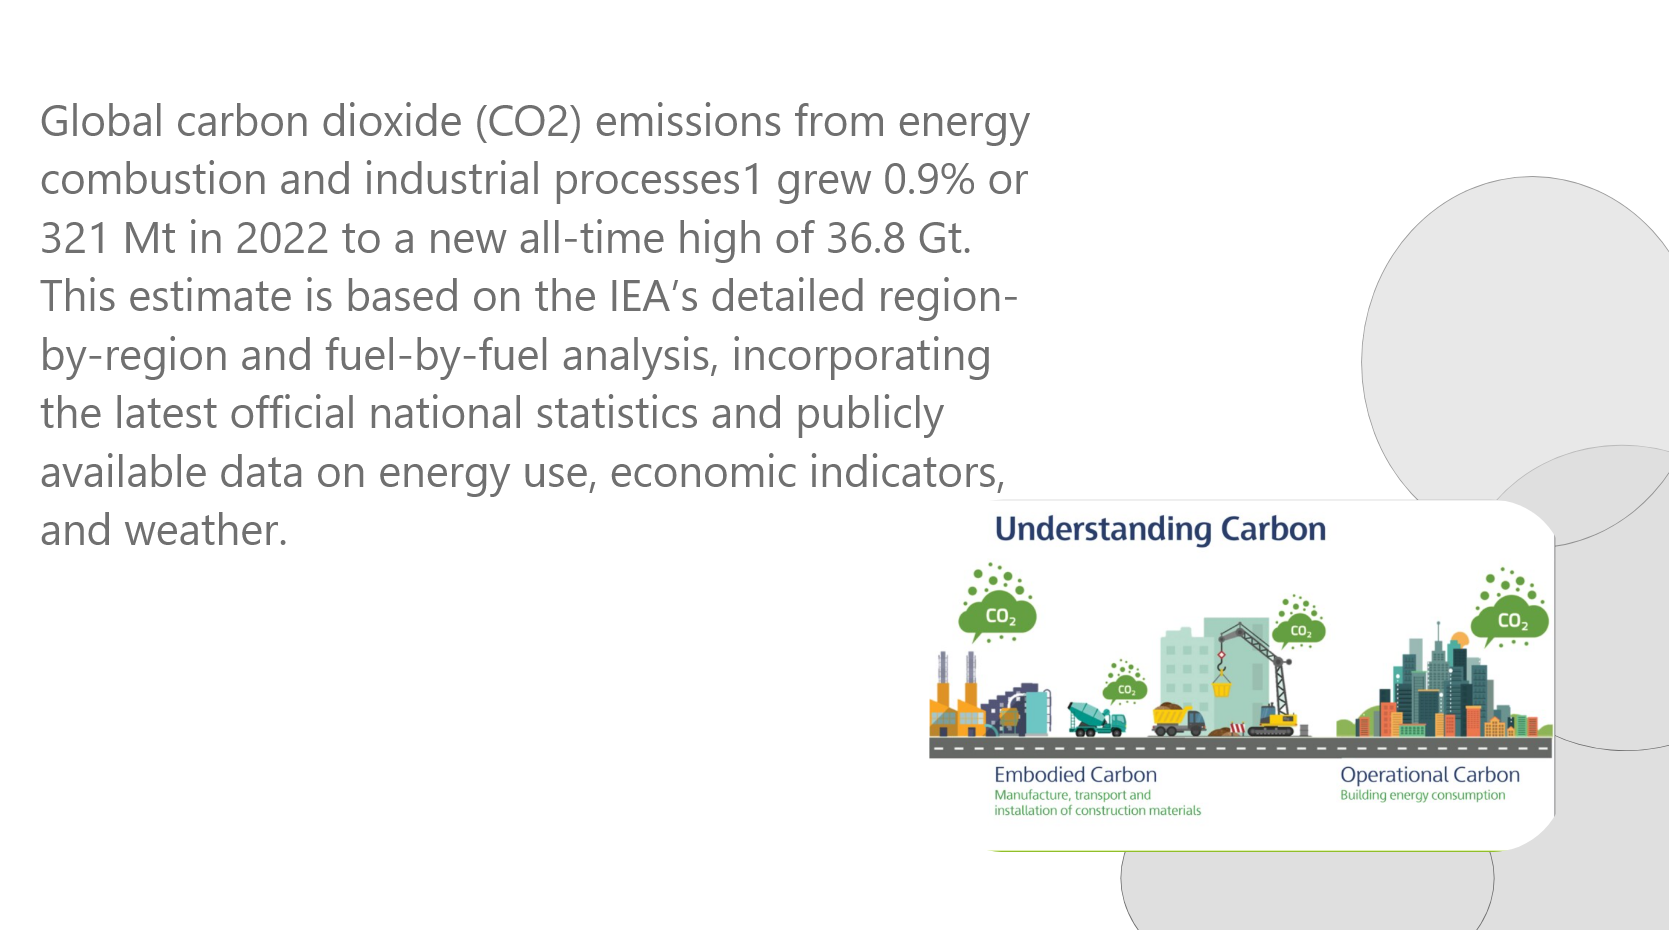 Global carbon dioxide (CO2) emissions from energy
combustion and industrial processes1 grew 0.9% or
321 Mt in 2022 to a new all-time high of 36.8 Gt.
This estimate is based on the IEA’s detailed region-
by-region and fuel-by-fuel analysis, incorporating
the latest official national statistics and publicly
available data on energy use, economic indicators,
and weather.
Understanding Carbon
CO₂
CO₂
CO₂
CO₂
Embodied Carbon
Manufacture, transport and
installation of construction materials
Operational Carbon
Building energy consumption